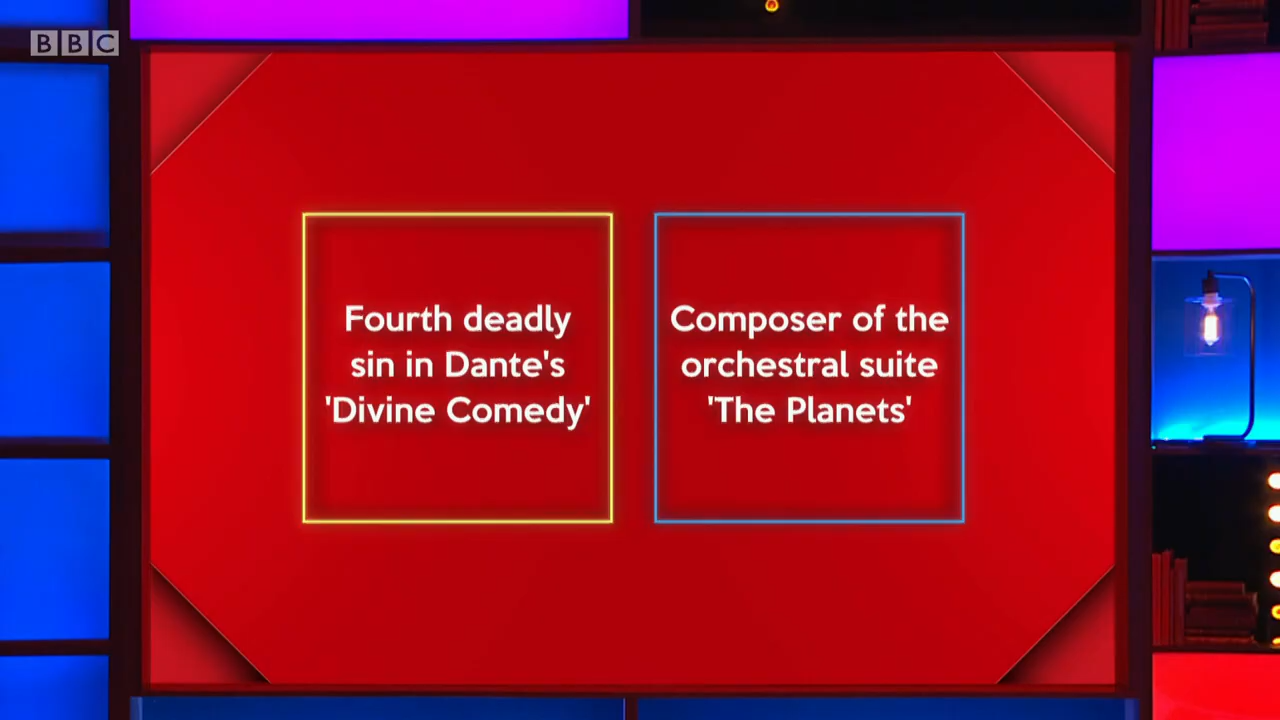 BBC
Fourth deadly
sin in Dante's
'Divine Comedy'
Composer of the
orchestral suite
'The Planets'